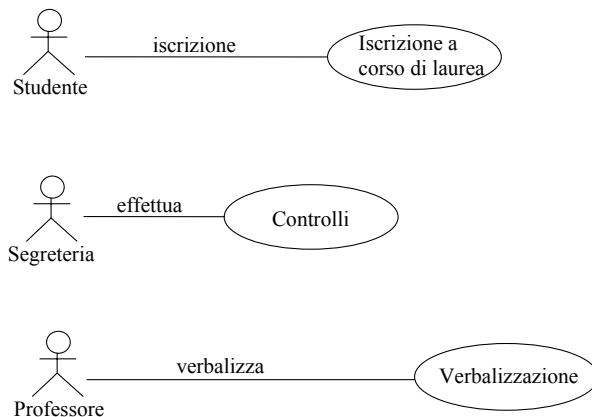 iscrizione
Iscrizione a
corso di laurea
Studente
effettua
Controlli
Segreteria
verbalizza
Verbalizzazione
Professore